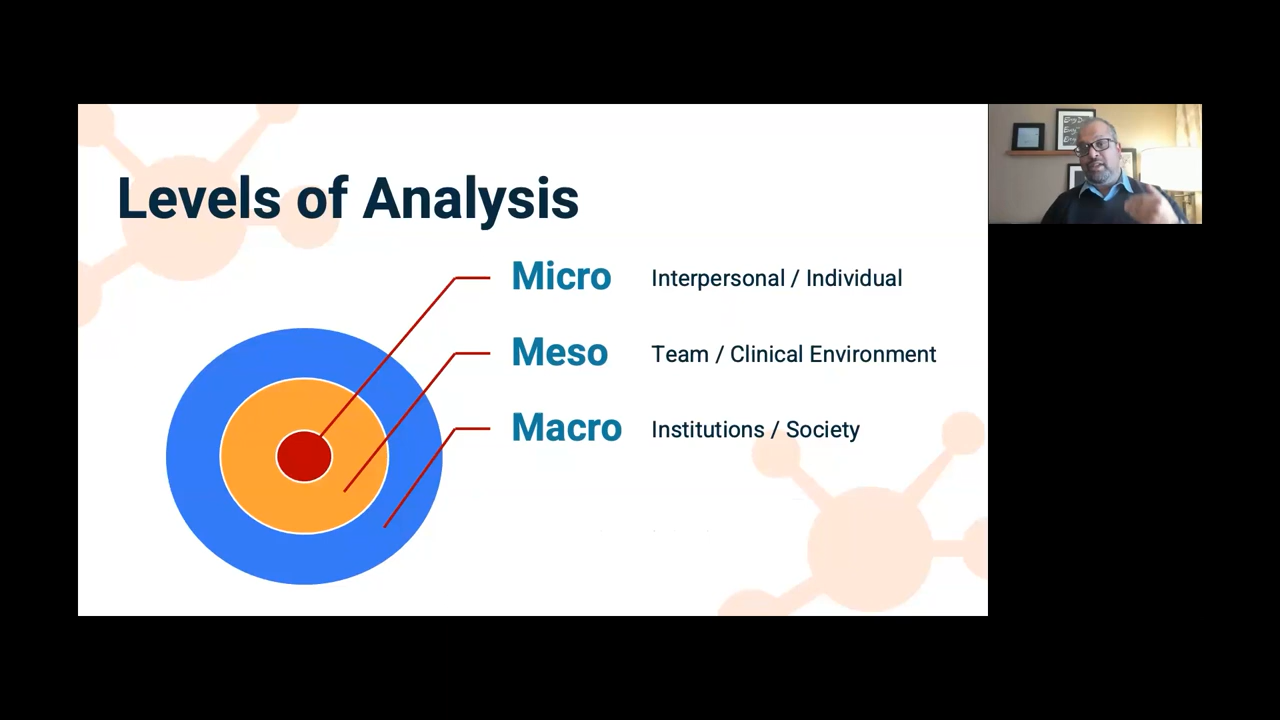 Levels of Analysis
Micro Interpersonal / Individual
Meso Team / Clinical Environment
Macro Institutions / Society